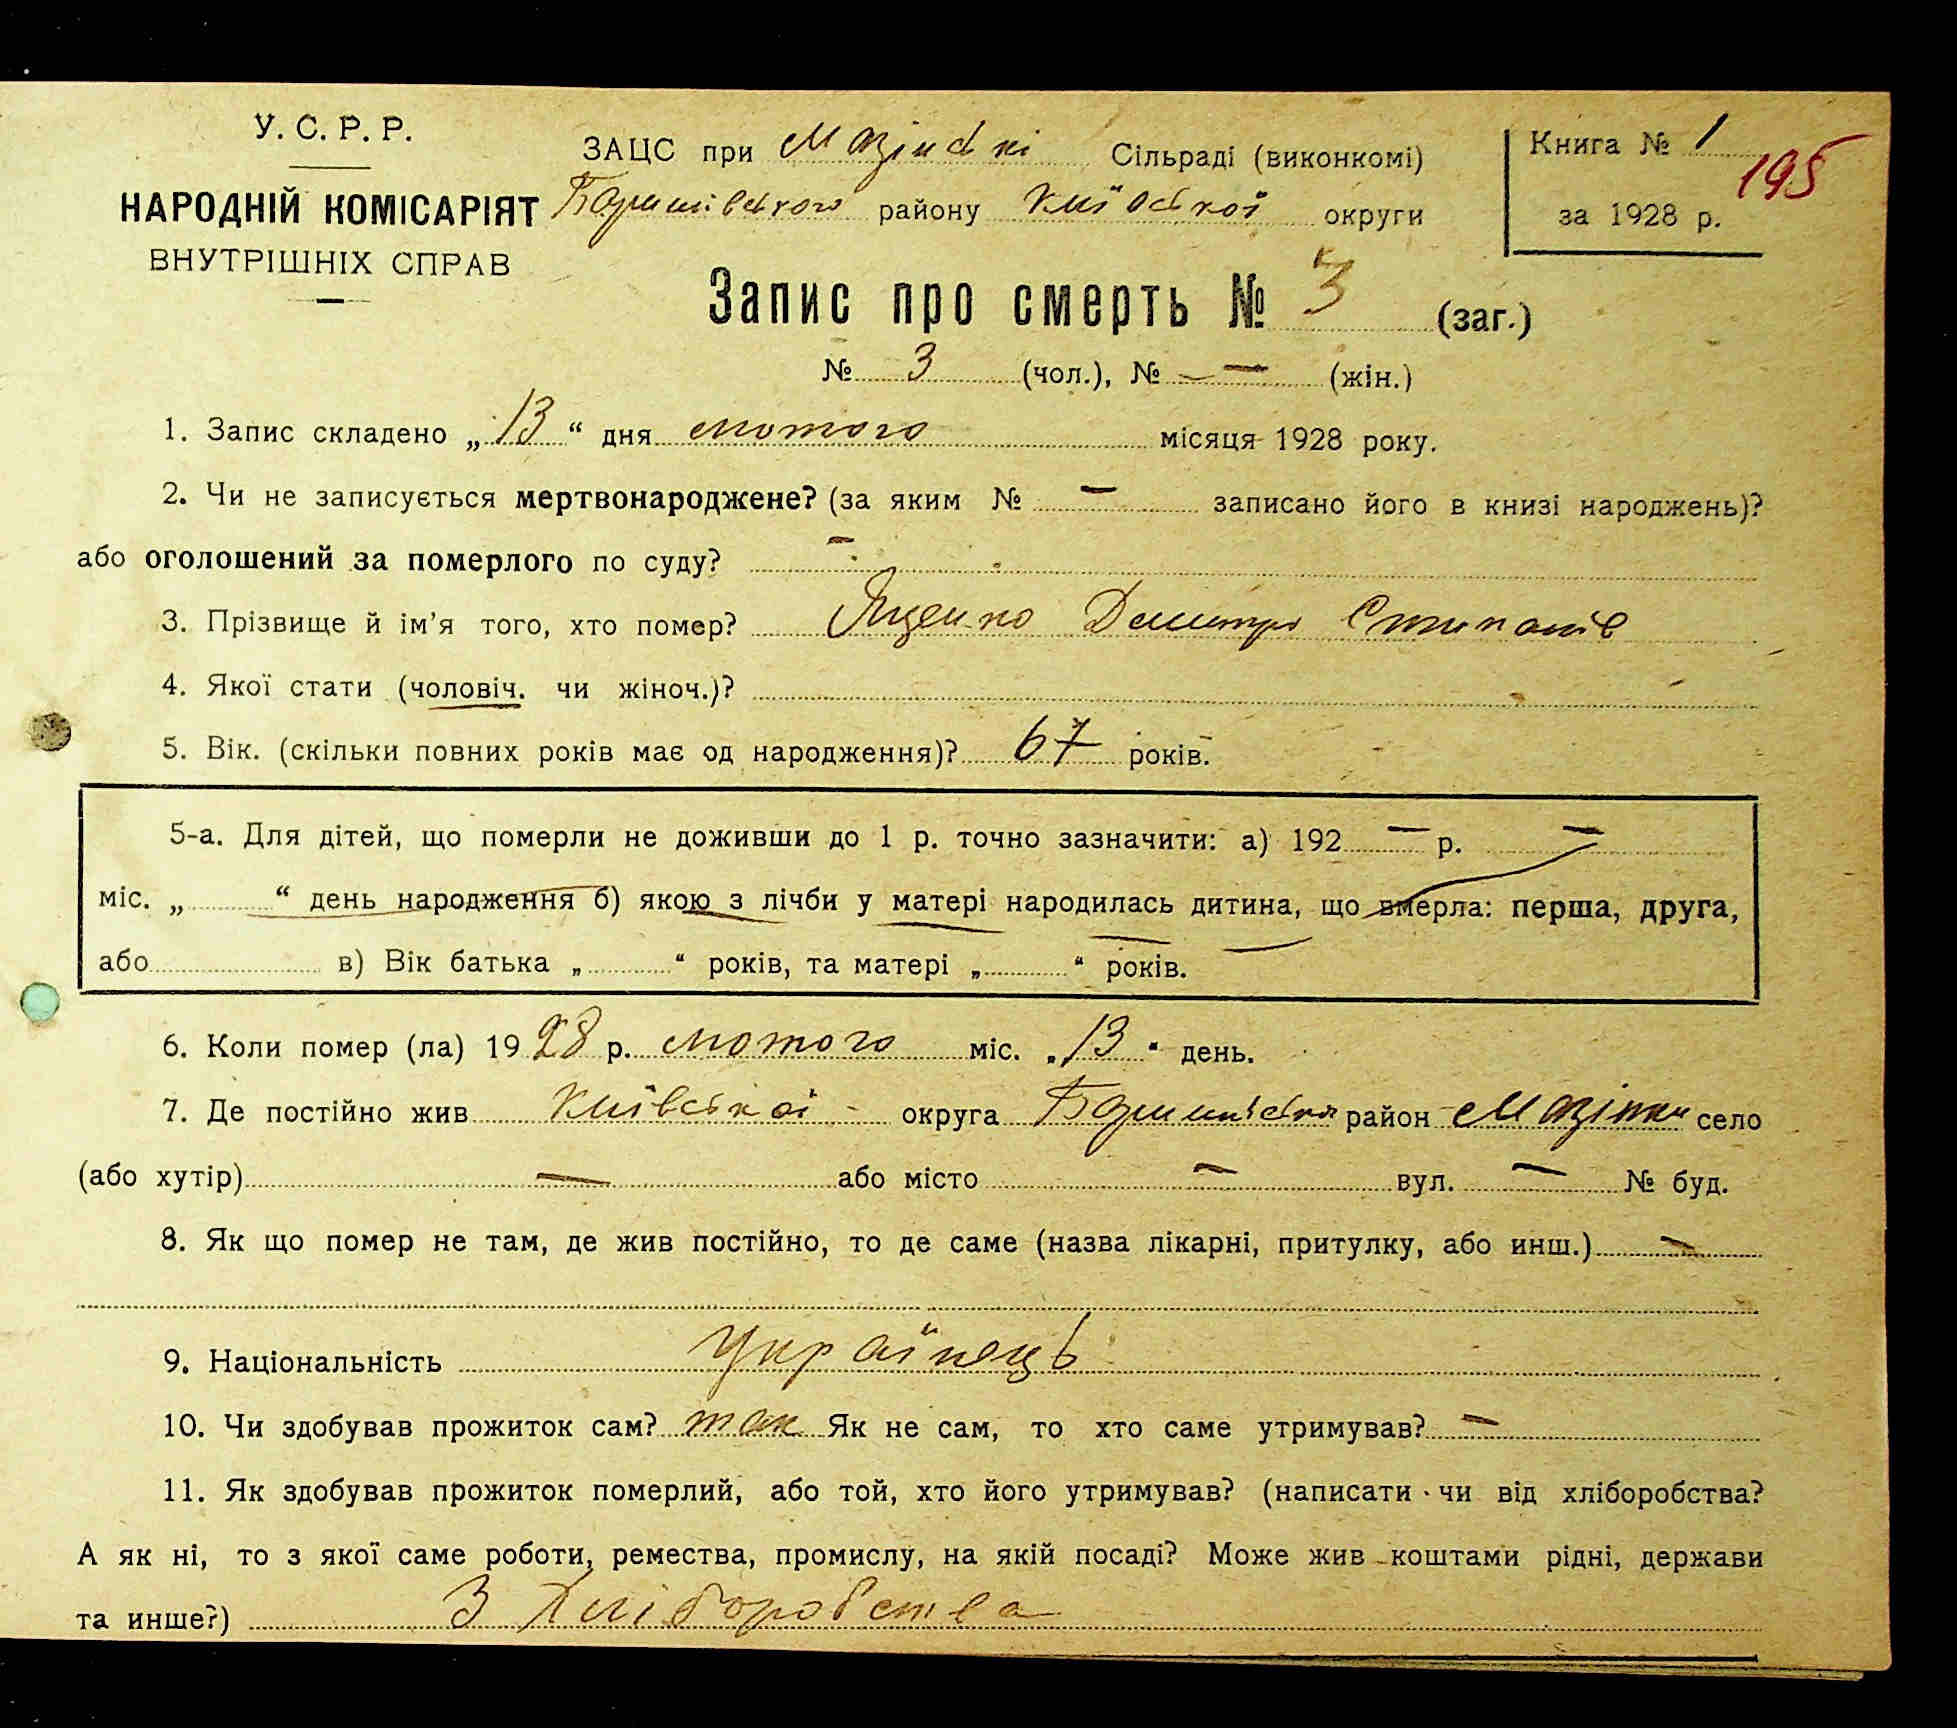 У. С. Р. Р.
НАРОДНІЙ КОМІСАРІЯТ
ВНУТРІШНІХ СПРАВ
ЗАЦС при Мазінській Сільраді (виконкомі)
Баришівського району Київської округи
Книга № 1
195
за 1928 р.
Запис про смерть № 3 (заг.)
№ 3 (чол.), № — (жін.)
1. Запис складено „13“ дня лютого місяця 1928 року.
2. Чи не записується мертвонароджене? (за яким № — записано його в книзі народжень)?
або оголошений за померлого по суду? —
3. Прізвище й ім’я того, хто помер? Яценко Дмитро Степанів
4. Якої стати (чоловіч. чи жіноч.)?
5. Вік. (скільки повних років має од народження)? 67 років.
5-а. Для дітей, що померли не доживши до 1 р. точно зазначити: а) 192 — р. —
міс. „ “ день народження б) якою з лічби у матері народилась дитина, що вмерла: перша, друга,
або в) Вік батька „ “ років, та матері „ “ років.
6. Коли помер (ла) 1928 р. лютого міс. „13“ день.
7. Де постійно жив Київської округа Баришівський район Мазінки село
(або хутір) — або місто — вул. — № буд.
8. Як що помер не там, де жив постійно, то де саме (назва лікарні, притулку, або инш.) —
9. Національність Українець
10. Чи здобував прожиток сам? так Як не сам, то хто саме утримував? —
11. Як здобував прожиток померлий, або той, хто його утримував? (написати чи від хліборобства?
А як ні, то з якої саме роботи, ремества, промислу, на якій посаді? Може жив коштами рідні, держави
та инше?) З Хліборобства